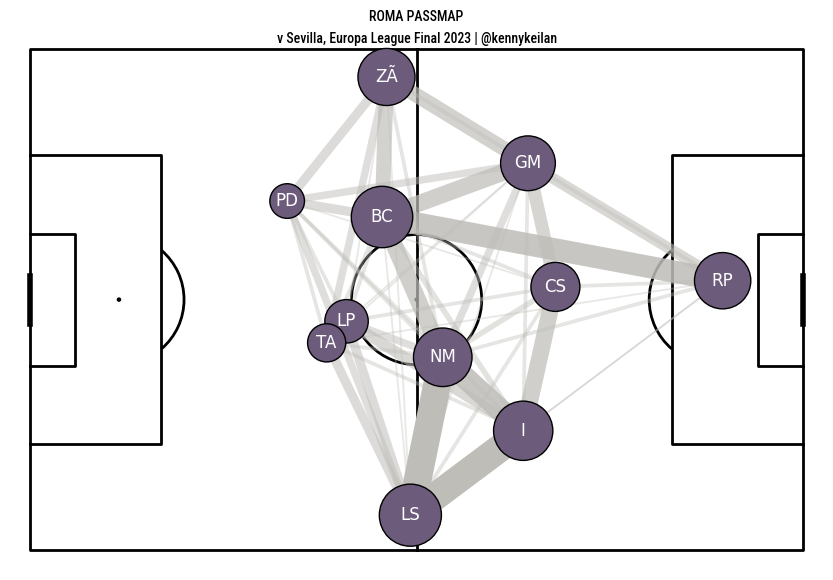 ROMA PASSMAP
v Sevilla, Europa League Final 2023 | @kennykeilan
ZÃ
GM
PD
BC
RP
CS
LP
TA
NM
I
LS